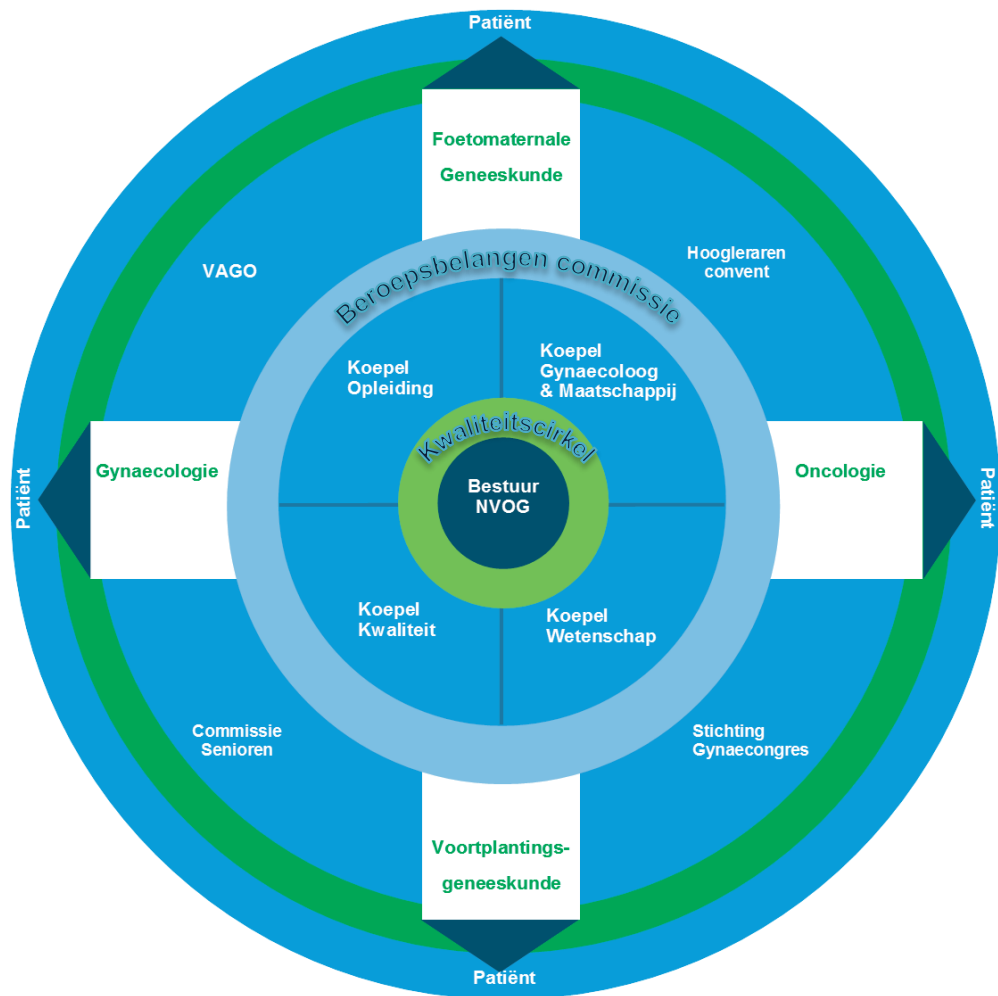 Patiënt
Foetomaternale
Geneeskunde
VAGO
Hoogleraren
convent
Beroepsbelangen commissie
Koepel
Opleiding
Koepel
Gynaecoloog
& Maatschappij
Kwaliteitscirkel
Bestuur
NVOG
Patiënt
Gynaecologie
Oncologie
Patiënt
Koepel
Kwaliteit
Koepel
Wetenschap
Commissie
Senioren
Stichting
Gynaecongres
Voortplantings-
geneeskunde
Patiënt